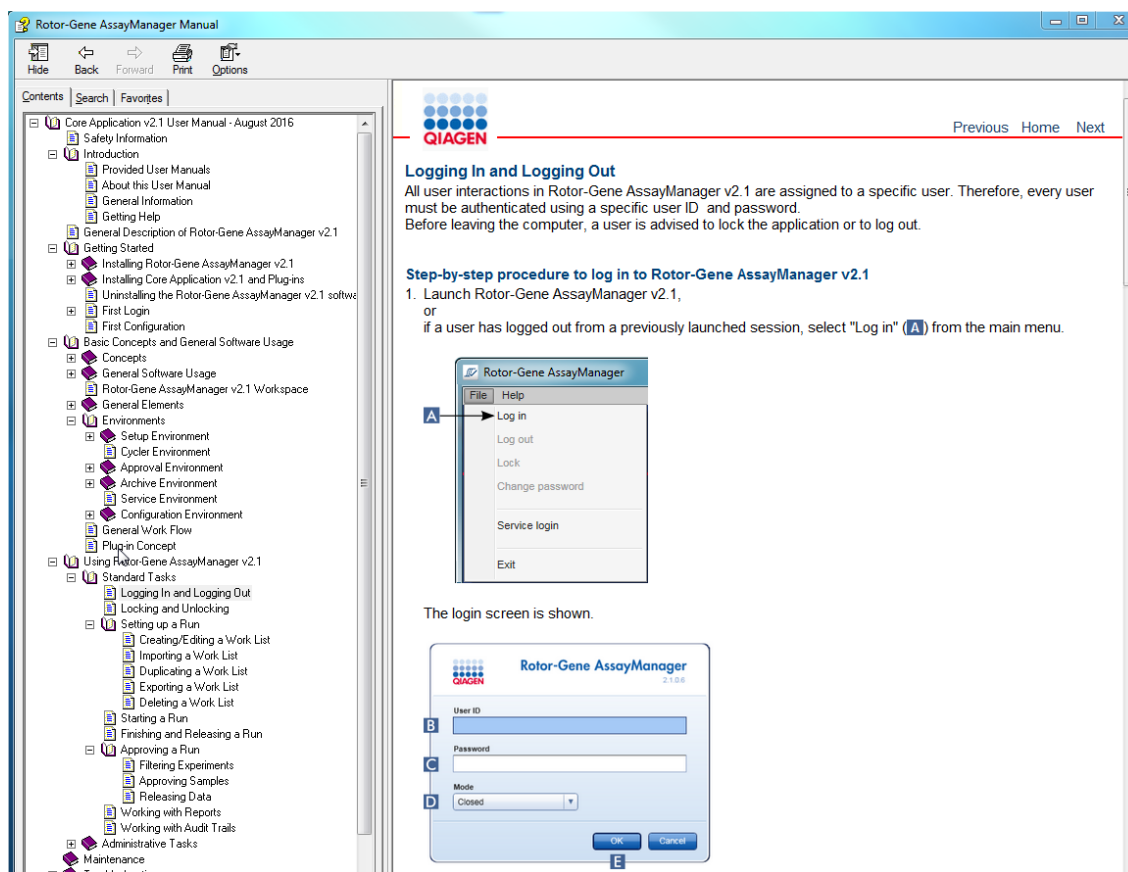 Rotor-Gene AssayManager Manual
Hide Back Forward Print Options
Contents Search Favorites
Core Application v2.1 User Manual - August 2016
Safety Information
Introduction
Provided User Manuals
About this User Manual
General Information
Getting Help
General Description of Rotor-Gene AssayManager v2.1
Getting Started
Installing Rotor-Gene AssayManager v2.1
Installing Core Application v2.1 and Plug-ins
Uninstalling the Rotor-Gene AssayManager v2.1 softwa
First Login
First Configuration
Basic Concepts and General Software Usage
Concepts
General Software Usage
Rotor-Gene AssayManager v2.1 Workspace
General Elements
Environments
Setup Environment
Cycler Environment
Approval Environment
Archive Environment
Service Environment
Configuration Environment
General Work Flow
Plug-in Concept
Using Rotor-Gene AssayManager v2.1
Standard Tasks
Logging In and Logging Out
Locking and Unlocking
Setting up a Run
Creating/Editing a Work List
Importing a Work List
Duplicating a Work List
Exporting a Work List
Deleting a Work List
Starting a Run
Finishing and Releasing a Run
Approving a Run
Filtering Experiments
Approving Samples
Releasing Data
Working with Reports
Working with Audit Trails
Administrative Tasks
Maintenance
QIAGEN
Previous Home Next
Logging In and Logging Out
All user interactions in Rotor-Gene AssayManager v2.1 are assigned to a specific user. Therefore, every user
must be authenticated using a specific user ID and password.
Before leaving the computer, a user is advised to lock the application or to log out.
Step-by-step procedure to log in to Rotor-Gene AssayManager v2.1
1. Launch Rotor-Gene AssayManager v2.1,
or
if a user has logged out from a previously launched session, select "Log in" (A) from the main menu.
Rotor-Gene AssayManager
File Help
A Log in
Log out
Lock
Change password
Service login
Exit
The login screen is shown.
QIAGEN Rotor-Gene AssayManager
2.1.0.6
User ID
B
Password
C
Mode
D Closed
OK Cancel
E